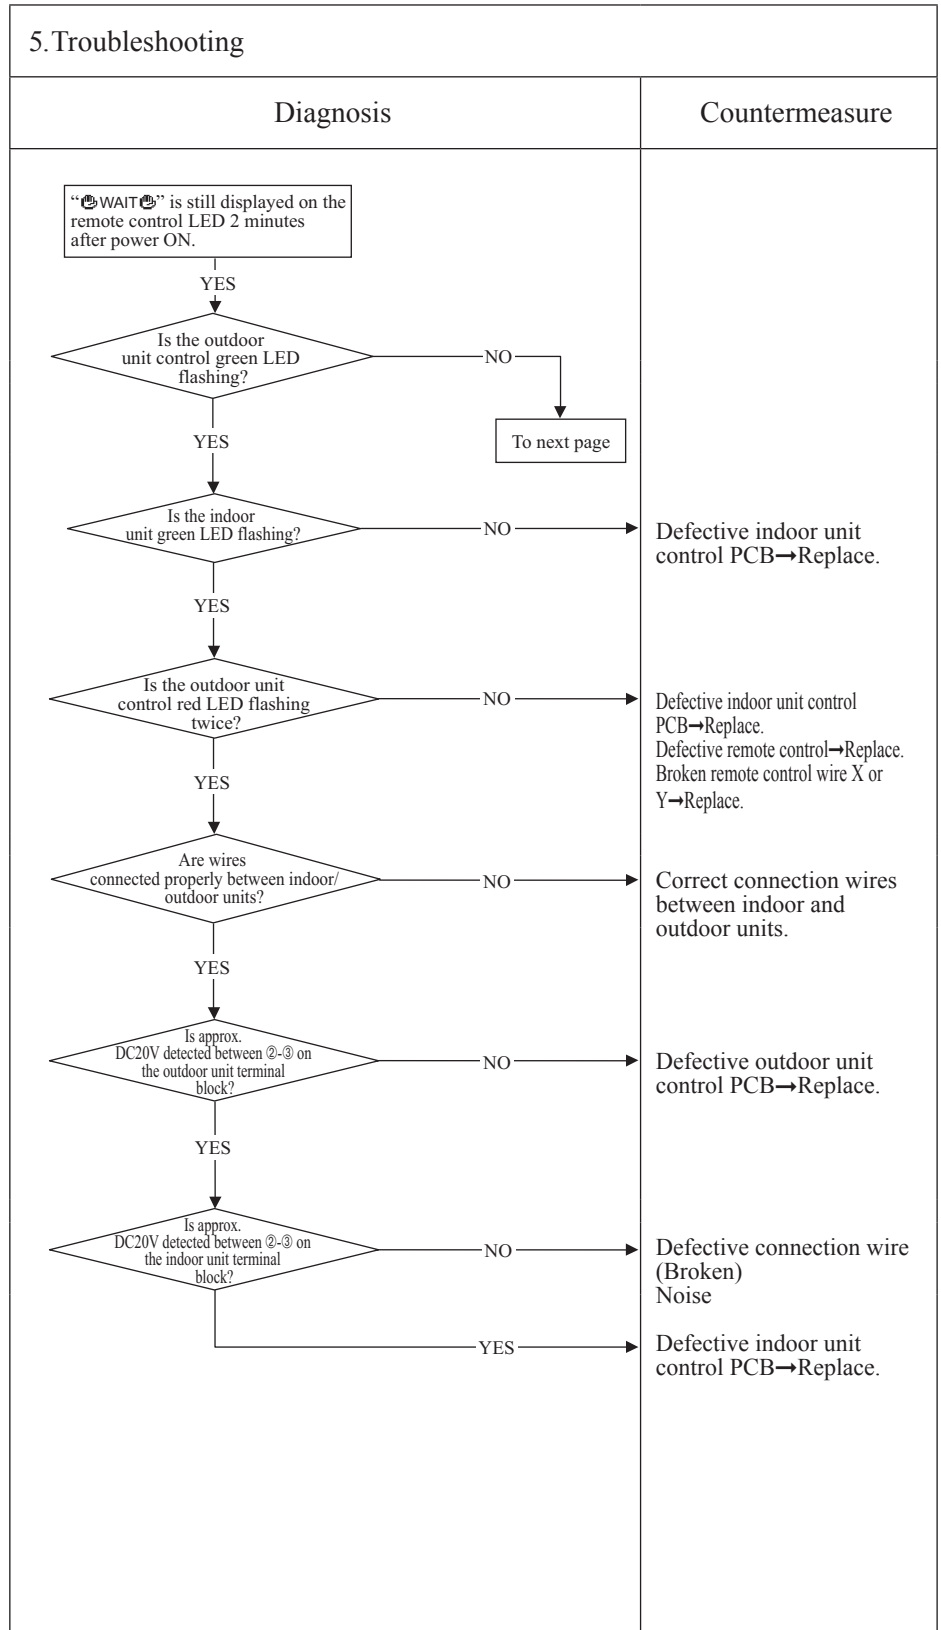 5.Troubleshooting
Diagnosis
Countermeasure
“WAIT” is still displayed on the
remote control LED 2 minutes
after power ON.
YES
Is the outdoor
unit control green LED
flashing?
NO
To next page
YES
Is the indoor
unit green LED flashing?
NO
Defective indoor unit
control PCB→Replace.
YES
Is the outdoor unit
control red LED flashing
twice?
NO
Defective indoor unit control
PCB→Replace.
Defective remote control→Replace.
Broken remote control wire X or
Y→Replace.
YES
Are wires
connected properly between indoor/
outdoor units?
NO
Correct connection wires
between indoor and
outdoor units.
YES
Is approx.
DC20V detected between ②-③ on
the outdoor unit terminal
block?
NO
Defective outdoor unit
control PCB→Replace.
YES
Is approx.
DC20V detected between ②-③ on
the indoor unit terminal
block?
NO
Defective connection wire
(Broken)
Noise
YES
Defective indoor unit
control PCB→Replace.